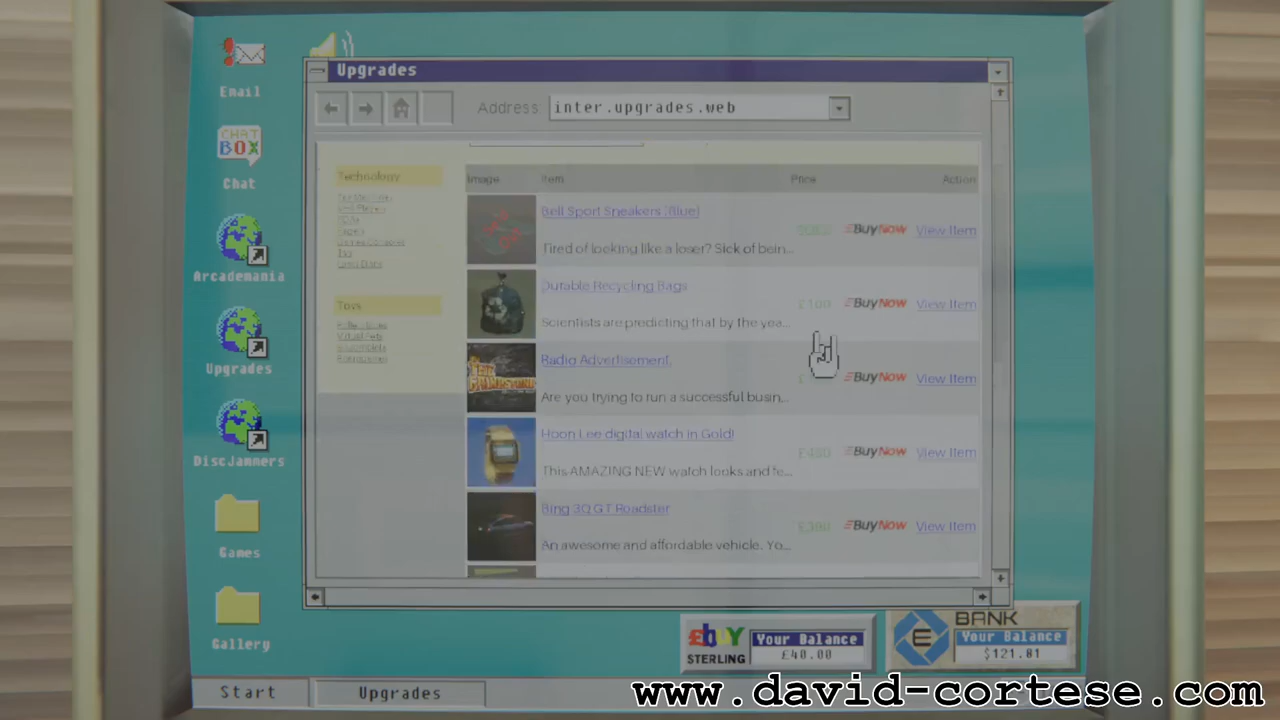 Upgrades
Address: inter.upgrades.web
Email
CHAT BOX
Chat
Arcademania
Upgrades
DiscJammers
Games
Gallery
Technology
Toys
Virtual Pets
Image Item Price Action
Bell Sport Sneakers (Blue)
Tired of looking like a loser? Sick of bein...
BuyNow View Item
Durable Recycling Bags
£100 BuyNow View Item
Scientists are predicting that by the yea...
Radio Advertisement
BuyNow View Item
Are you trying to run a successful busin...
Hoon Lee digital watch in Gold!
BuyNow View Item
This AMAZING NEW watch looks and fe...
Bing 3Q GT Roadster
BuyNow View Item
An awesome and affordable vehicle. Yo...
ebuy
STERLING
Your Balance
£40.00
E BANK
Your Balance
$121.81
Start Upgrades
www.david-cortese.com